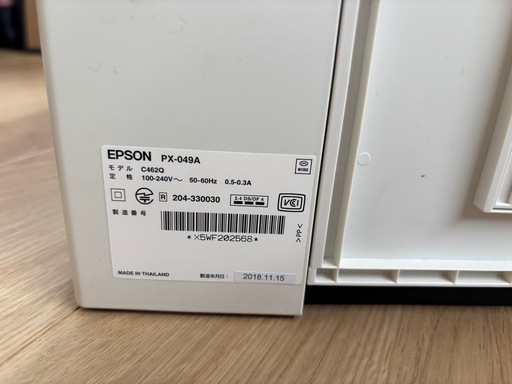 EPSON PX-049A
モデル C462Q
定格 100-240V～ 50-60Hz 0.5-0.3A
R 204-330030 2.4 DS/OF 4 VCI
製造番号
*X5WF202568*
>PP<
MADE IN THAILAND 製造年月日: 2018.11.15